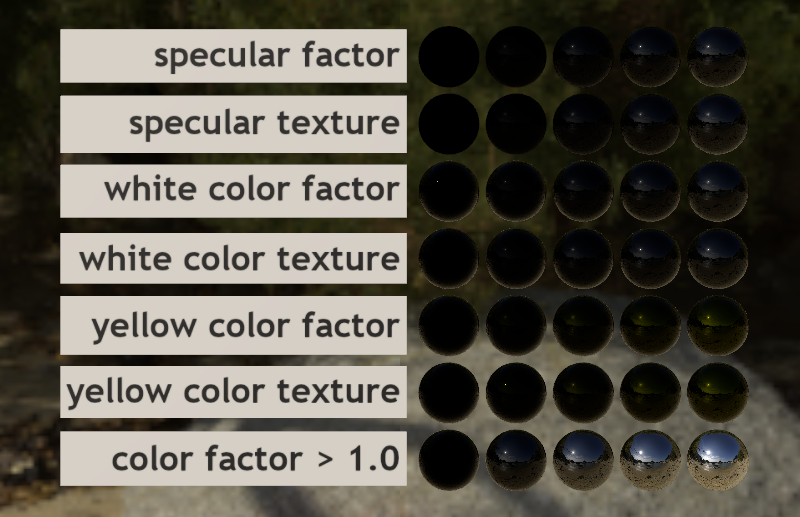 specular factor
specular texture
white color factor
white color texture
yellow color factor
yellow color texture
color factor > 1.0